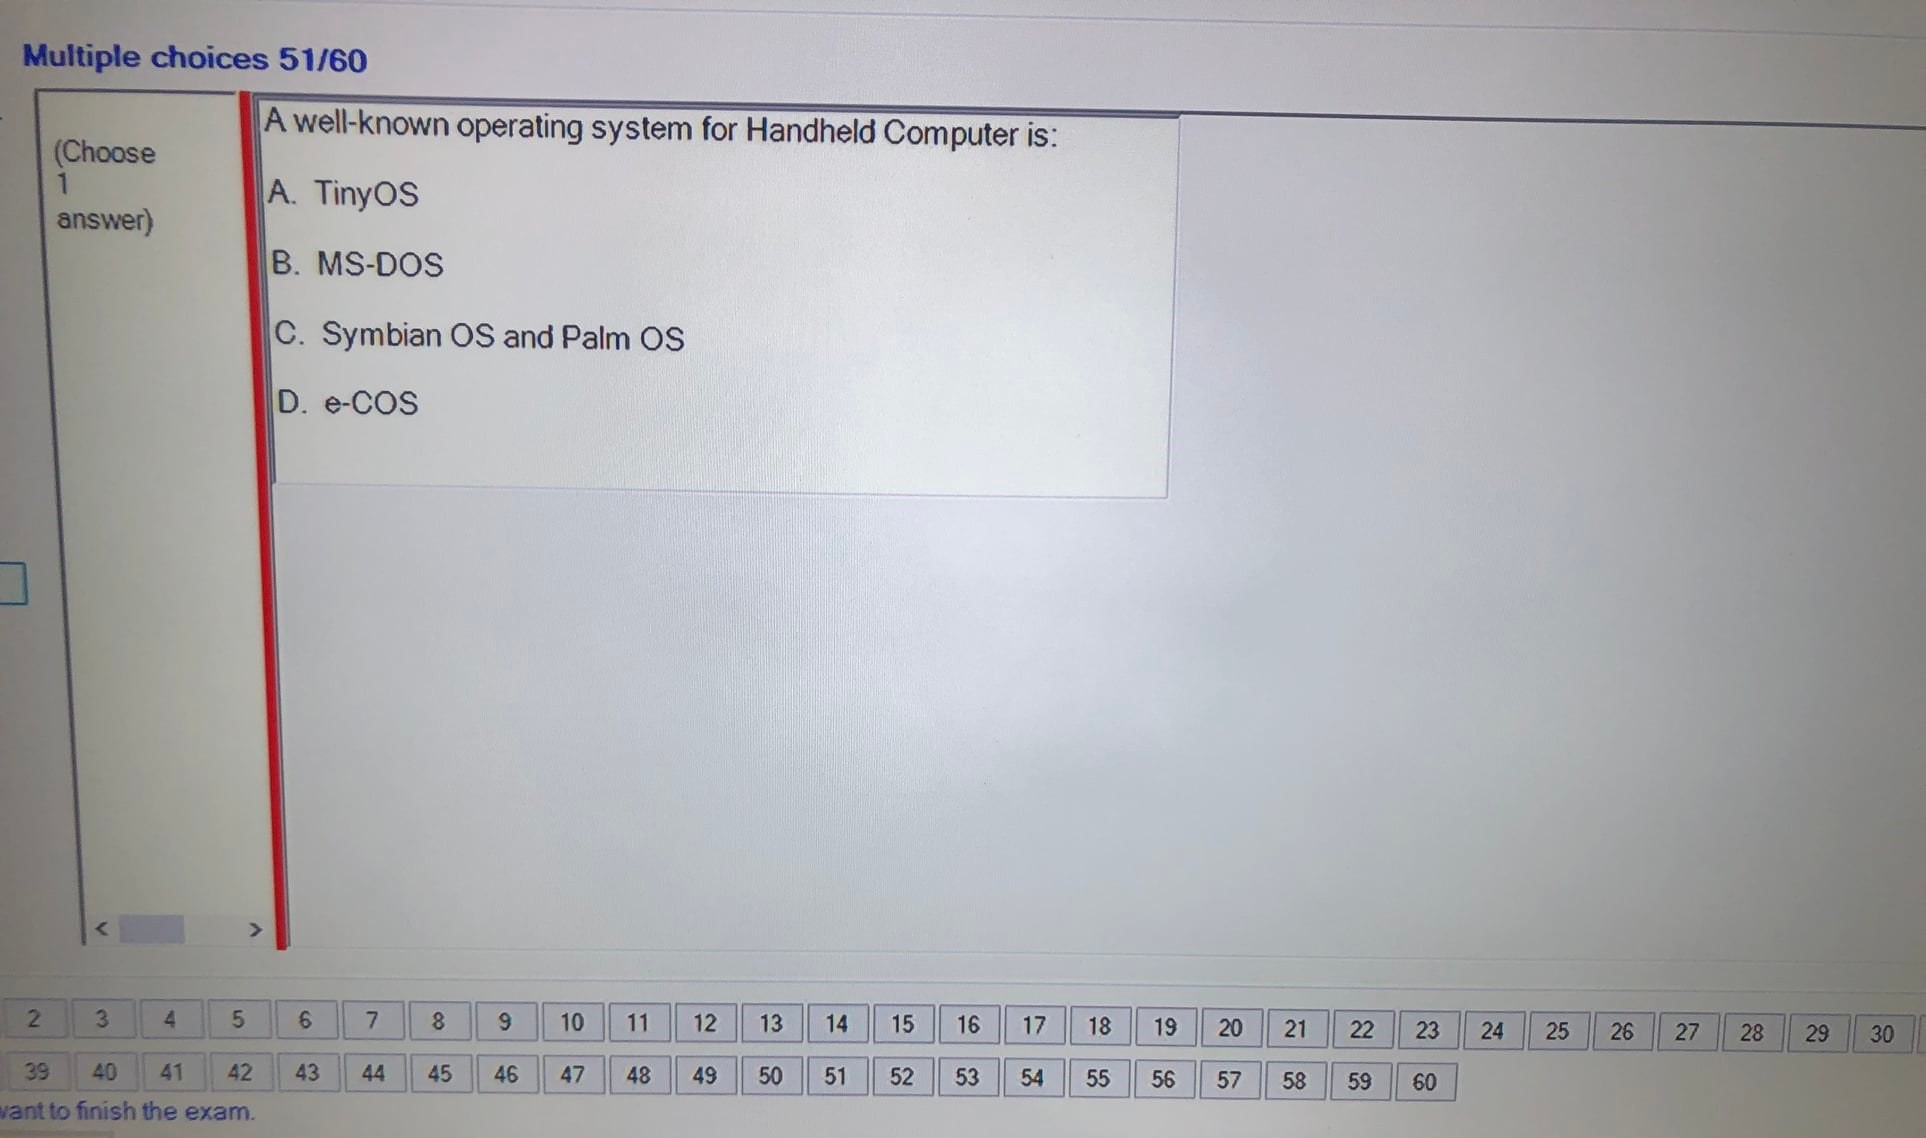 Multiple choices 51/60
(Choose
1
answer)
A well-known operating system for Handheld Computer is:
A. TinyOS
B. MS-DOS
C. Symbian OS and Palm OS
D. e-COS
< >
2 3 4 5 6 7 8 9 10 11 12 13 14 15 16 17 18 19 20 21 22 23 24 25 26 27 28 29 30
39 40 41 42 43 44 45 46 47 48 49 50 51 52 53 54 55 56 57 58 59 60
want to finish the exam.